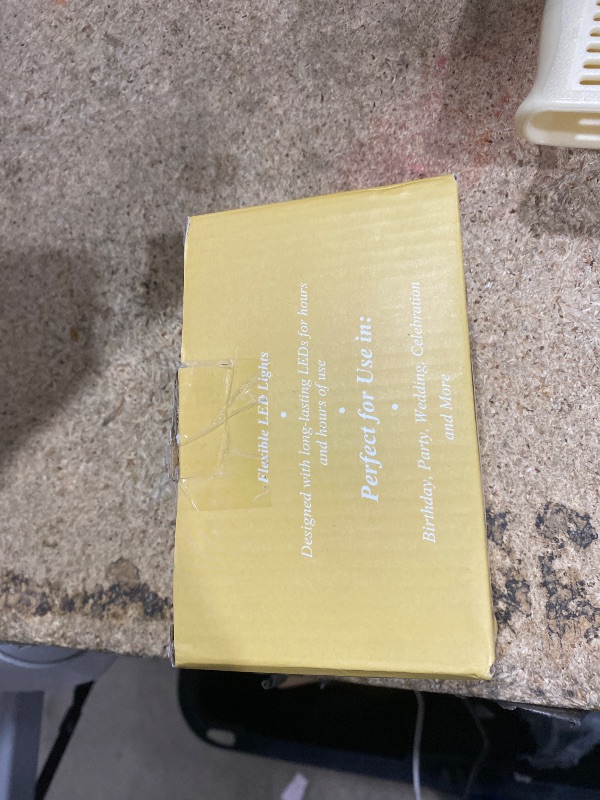 Flexible LED Lights
Designed with long-lasting LEDs for hours
and hours of use
Perfect for Use in:
Birthday, Party, Wedding, Celebration
and More